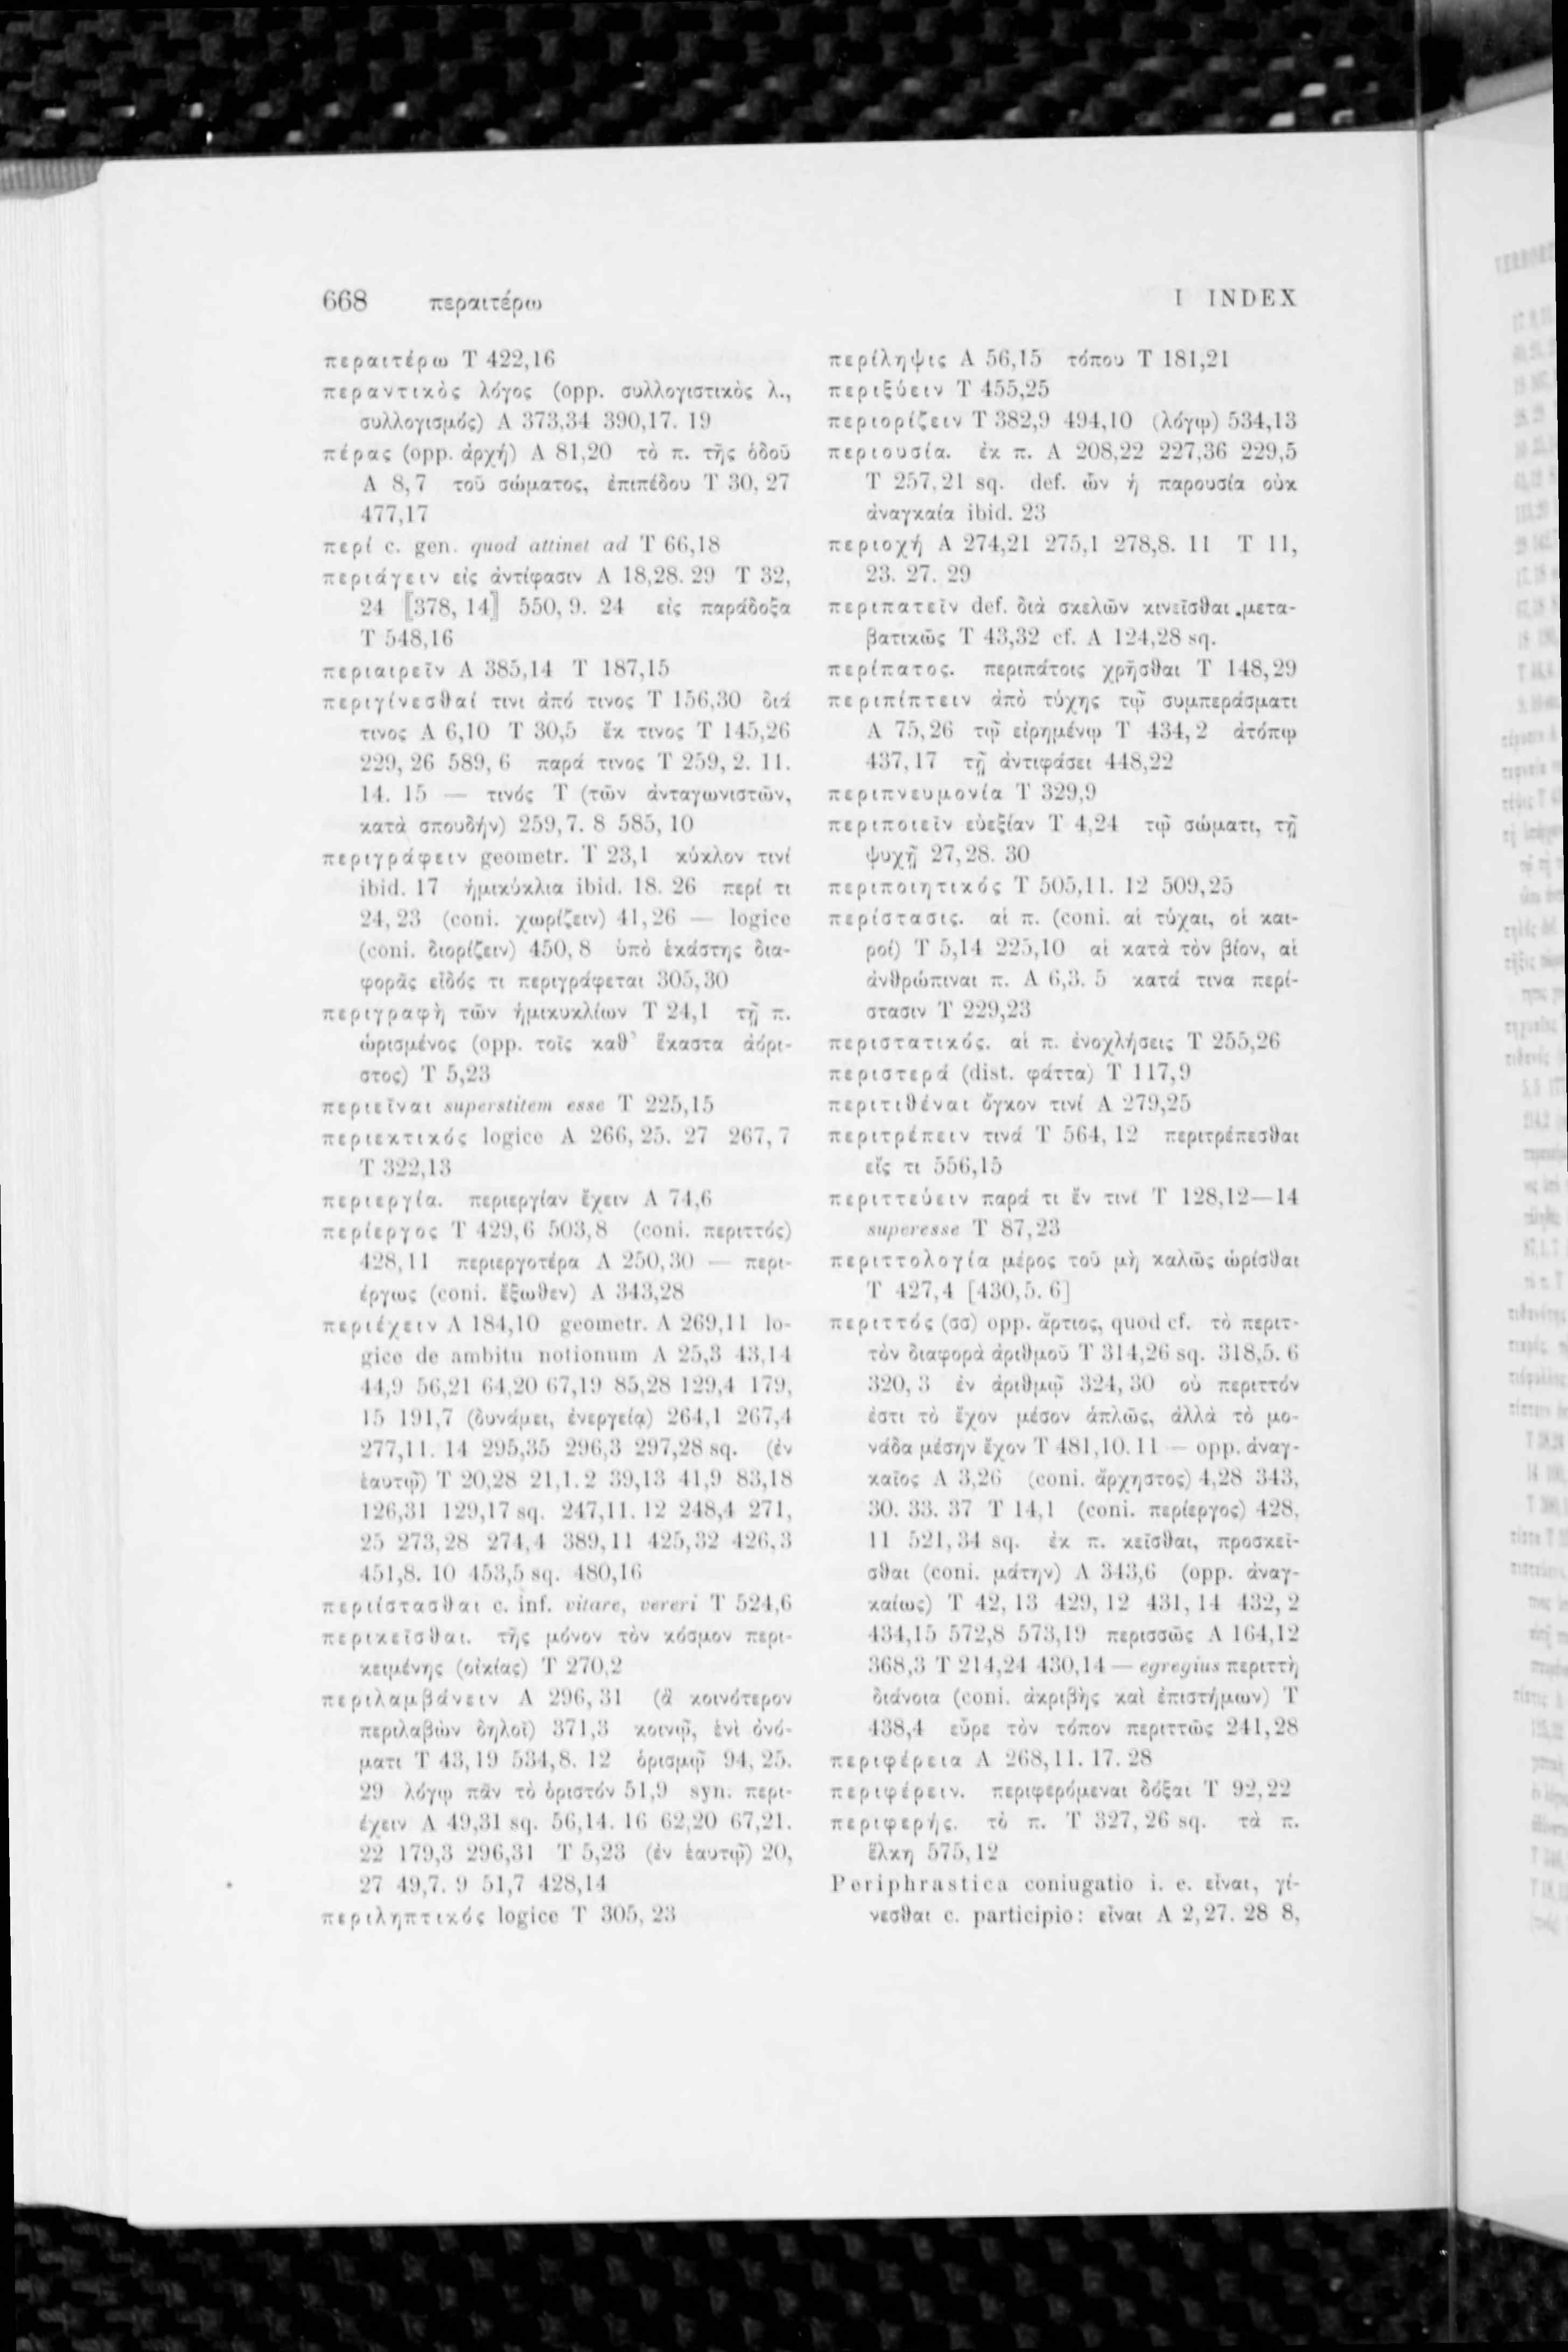 668 περαιτέρω I INDEX
περαιτέρω T 422,16
περαντικὸς λόγος (opp. συλλογιστικὸς λ.,
συλλογισμός) A 373,34 390,17. 19
πέρας (opp. ἀρχή) A 81,20 τὸ π. τῆς ὁδοῦ
A 8,7 τοῦ σώματος, ἐπιπέδου T 30,27
477,17
περί c. gen. quod attinet ad T 66,18
περιάγειν εἰς ἀντίφασιν A 18,28. 29 T 32,
24 ⟦378, 14⟧ 550, 9. 24 εἰς παράδοξα
T 548,16
περιαιρεῖν A 385,14 T 187,15
περιγίνεσθαί τινι ἀπό τινος T 156,30 διά
τινος A 6,10 T 30,5 ἔκ τινος T 145,26
229, 26 589, 6 παρά τινος T 259, 2. 11.
14. 15 — τινός T (τῶν ἀνταγωνιστῶν,
κατὰ σπουδήν) 259,7. 8 585, 10
περιγράφειν geometr. T 23,1 κύκλον τινί
ibid. 17 ἡμικύκλια ibid. 18. 26 περί τι
24, 23 (coni. χωρίζειν) 41,26 — logice
(coni. διορίζειν) 450, 8 ὑπὸ ἑκάστης δια-
φορᾶς εἶδός τι περιγράφεται 305,30
περιγραφὴ τῶν ἡμικυκλίων T 24,1 τῇ π.
ὡρισμένος (opp. τοῖς καθ᾽ ἕκαστα ἀόρι-
στος) T 5,23
περιεῖναι superstitem esse T 225,15
περιεκτικός logice A 266, 25. 27 267, 7
T 322,13
περιεργία. περιεργίαν ἔχειν A 74,6
περίεργος T 429,6 503,8 (coni. περιττός)
428,11 περιεργοτέρα A 250,30 — περι-
έργως (coni. ἔξωθεν) A 343,28
περιέχειν A 184,10 geometr. A 269,11 lo-
gice de ambitu notionum A 25,3 43,14
44,9 56,21 64,20 67,19 85,28 129,4 179,
15 191,7 (δυνάμει, ἐνεργείᾳ) 264,1 267,4
277,11. 14 295,35 296,3 297,28 sq. (ἐν
ἑαυτῷ) T 20,28 21,1. 2 39,13 41,9 83,18
126,31 129,17 sq. 247,11. 12 248,4 271,
25 273,28 274,4 389,11 425,32 426,3
451,8. 10 453,5 sq. 480,16
περιίστασθαι c. inf. vitare, vereri T 524,6
περικεῖσθαι. τῆς μόνον τὸν κόσμον περι-
κειμένης (οἰκίας) T 270,2
περιλαμβάνειν A 296, 31 (ἃ κοινότερον
περιλαβὼν δηλοῖ) 371,3 κοινῷ, ἑνὶ ὀνό-
ματι T 43,19 534,8. 12 ὁρισμῷ 94, 25.
29 λόγῳ πᾶν τὸ ὁριστόν 51,9 syn. περι-
έχειν A 49,31 sq. 56,14. 16 62,20 67,21.
22 179,3 296,31 T 5,23 (ἐν ἑαυτῷ) 20,
27 49,7. 9 51,7 428,14
περιληπτικός logice T 305, 23
περίληψις A 56,15 τόπου T 181,21
περιξύειν T 455,25
περιορίζειν T 382,9 494,10 (λόγῳ) 534,13
περιουσία. ἐκ π. A 208,22 227,36 229,5
T 257,21 sq. def. ὧν ἡ παρουσία οὐκ
ἀναγκαία ibid. 23
περιοχή A 274,21 275,1 278,8. 11 T 11,
23. 27. 29
περιπατεῖν def. διὰ σκελῶν κινεῖσθαι μετα-
βατικῶς T 43,32 cf. A 124,28 sq.
περίπατος. περιπάτοις χρῆσθαι T 148,29
περιπίπτειν ἀπὸ τύχης τῷ συμπεράσματι
A 75,26 τῷ εἰρημένῳ T 434, 2 ἀτόπῳ
437,17 τῇ ἀντιφάσει 448,22
περιπνευμονία T 329,9
περιποιεῖν εὐεξίαν T 4,24 τῷ σώματι, τῇ
ψυχῇ 27,28. 30
περιποιητικός T 505,11. 12 509,25
περίστασις. αἱ π. (coni. αἱ τύχαι, οἱ και-
ροί) T 5,14 225,10 αἱ κατὰ τὸν βίον, αἱ
ἀνθρώπιναι π. A 6,3. 5 κατά τινα περί-
στασιν T 229,23
περιστατικός. αἱ π. ἐνοχλήσεις T 255,26
περιστερά (dist. φάττα) T 117,9
περιτιθέναι ὄγκον τινί A 279,25
περιτρέπειν τινά T 564, 12 περιτρέπεσθαι
εἴς τι 556,15
περιττεύειν παρά τι ἔν τινί T 128,12—14
superesse T 87,23
περιττολογία μέρος τοῦ μὴ καλῶς ὡρίσθαι
T 427,4 [430,5. 6]
περιττός (σσ) opp. ἄρτιος, quod cf. τὸ περιτ-
τὸν διαφορὰ ἀριθμοῦ T 314,26 sq. 318,5. 6
320, 3 ἐν ἀριθμῷ 324, 30 οὐ περιττόν
ἐστι τὸ ἔχον μέσον ἁπλῶς, ἀλλὰ τὸ μο-
νάδα μέσην ἔχον T 481,10. 11 — opp. ἀναγ-
καῖος A 3,26 (coni. ἄρχηστος) 4,28 343,
30. 33. 37 T 14,1 (coni. περίεργος) 428,
11 521,34 sq. ἐκ π. κεῖσθαι, προσκεῖ-
σθαι (coni. μάτην) A 343,6 (opp. ἀναγ-
καίως) T 42, 13 429, 12 431, 14 432, 2
434,15 572,8 573,19 περισσῶς A 164,12
368,3 T 214,24 430,14 — egregius περιττὴ
διάνοια (coni. ἀκριβὴς καὶ ἐπιστήμων) T
438,4 εὗρε τὸν τόπον περιττῶς 241,28
περιφέρεια A 268,11. 17. 28
περιφέρειν. περιφερόμεναι δόξαι T 92,22
περιφερής. τὸ π. T 327, 26 sq. τὰ π.
ἕλκη 575,12
Periphrastica coniugatio i. e. εἶναι, γί-
νεσθαι c. participio: εἶναι A 2,27. 28 8,